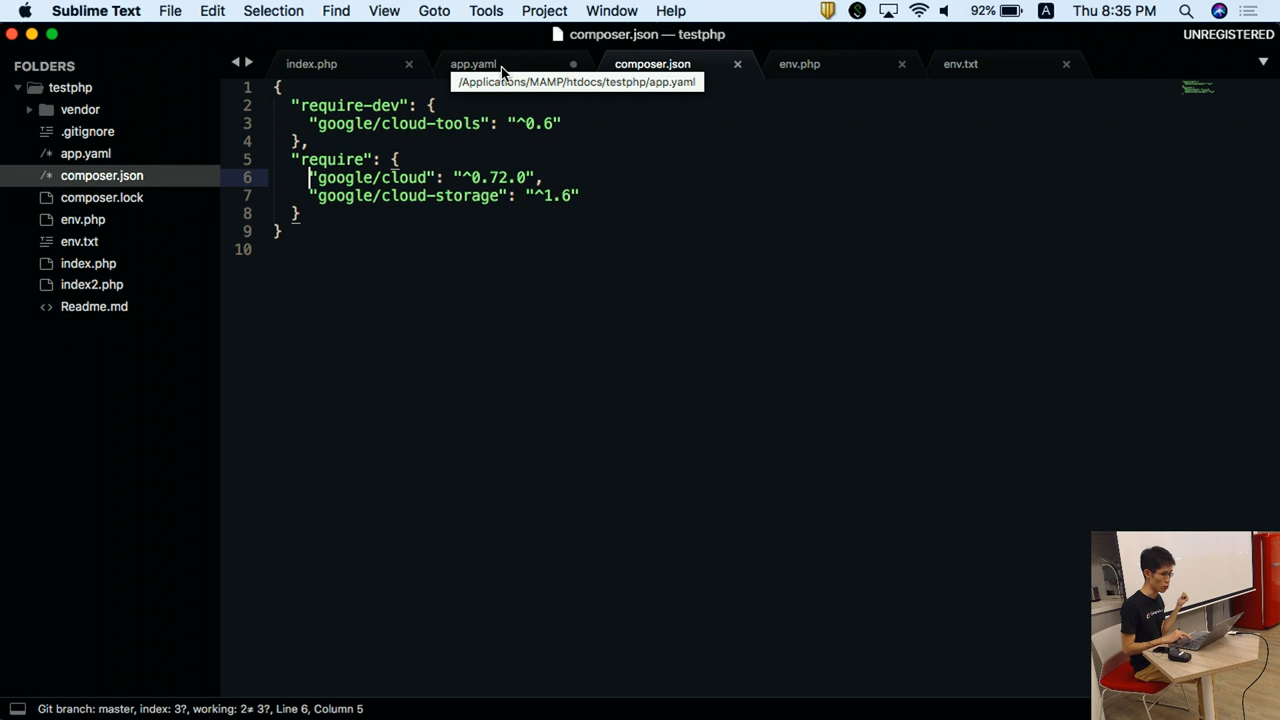 Sublime Text File Edit Selection Find View Goto Tools Project Window Help 92% A Thu 8:35 PM
composer.json — testphp UNREGISTERED
FOLDERS
testphp
vendor
.gitignore
app.yaml
composer.json
composer.lock
env.php
env.txt
index.php
index2.php
Readme.md
index.php app.yaml composer.json env.php env.txt
/Applications/MAMP/htdocs/testphp/app.yaml
1 {
2 "require-dev": {
3 "google/cloud-tools": "^0.6"
4 },
5 "require": {
6 "google/cloud": "^0.72.0",
7 "google/cloud-storage": "^1.6"
8 }
9 }
10
Git branch: master, index: 3?, working: 2≠ 3?, Line 6, Column 5